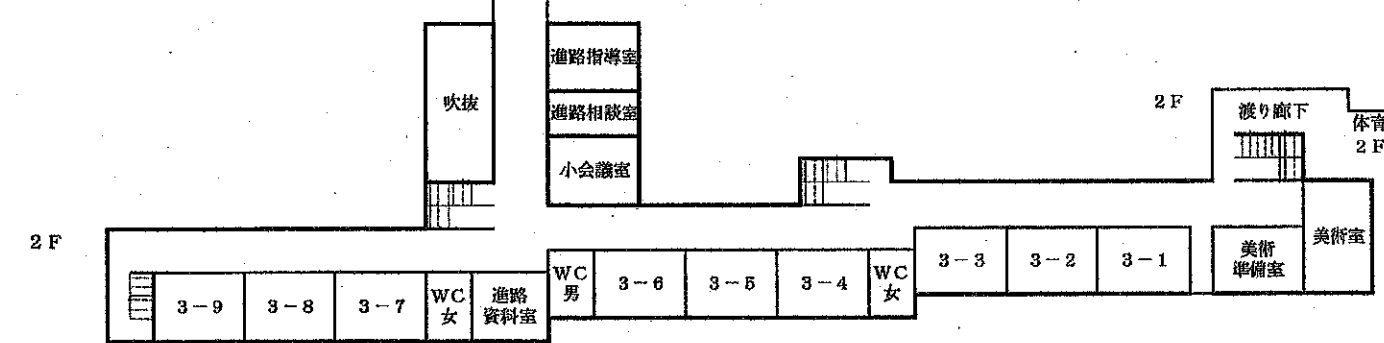 進路指導室
吹抜
進路相談室
小会議室
2F
渡り廊下
体育
2F
2F
3-9
3-8
3-7
WC
女
進路
資料室
WC
男
3-6
3-5
3-4
WC
女
3-3
3-2
3-1
美術
準備室
美術室